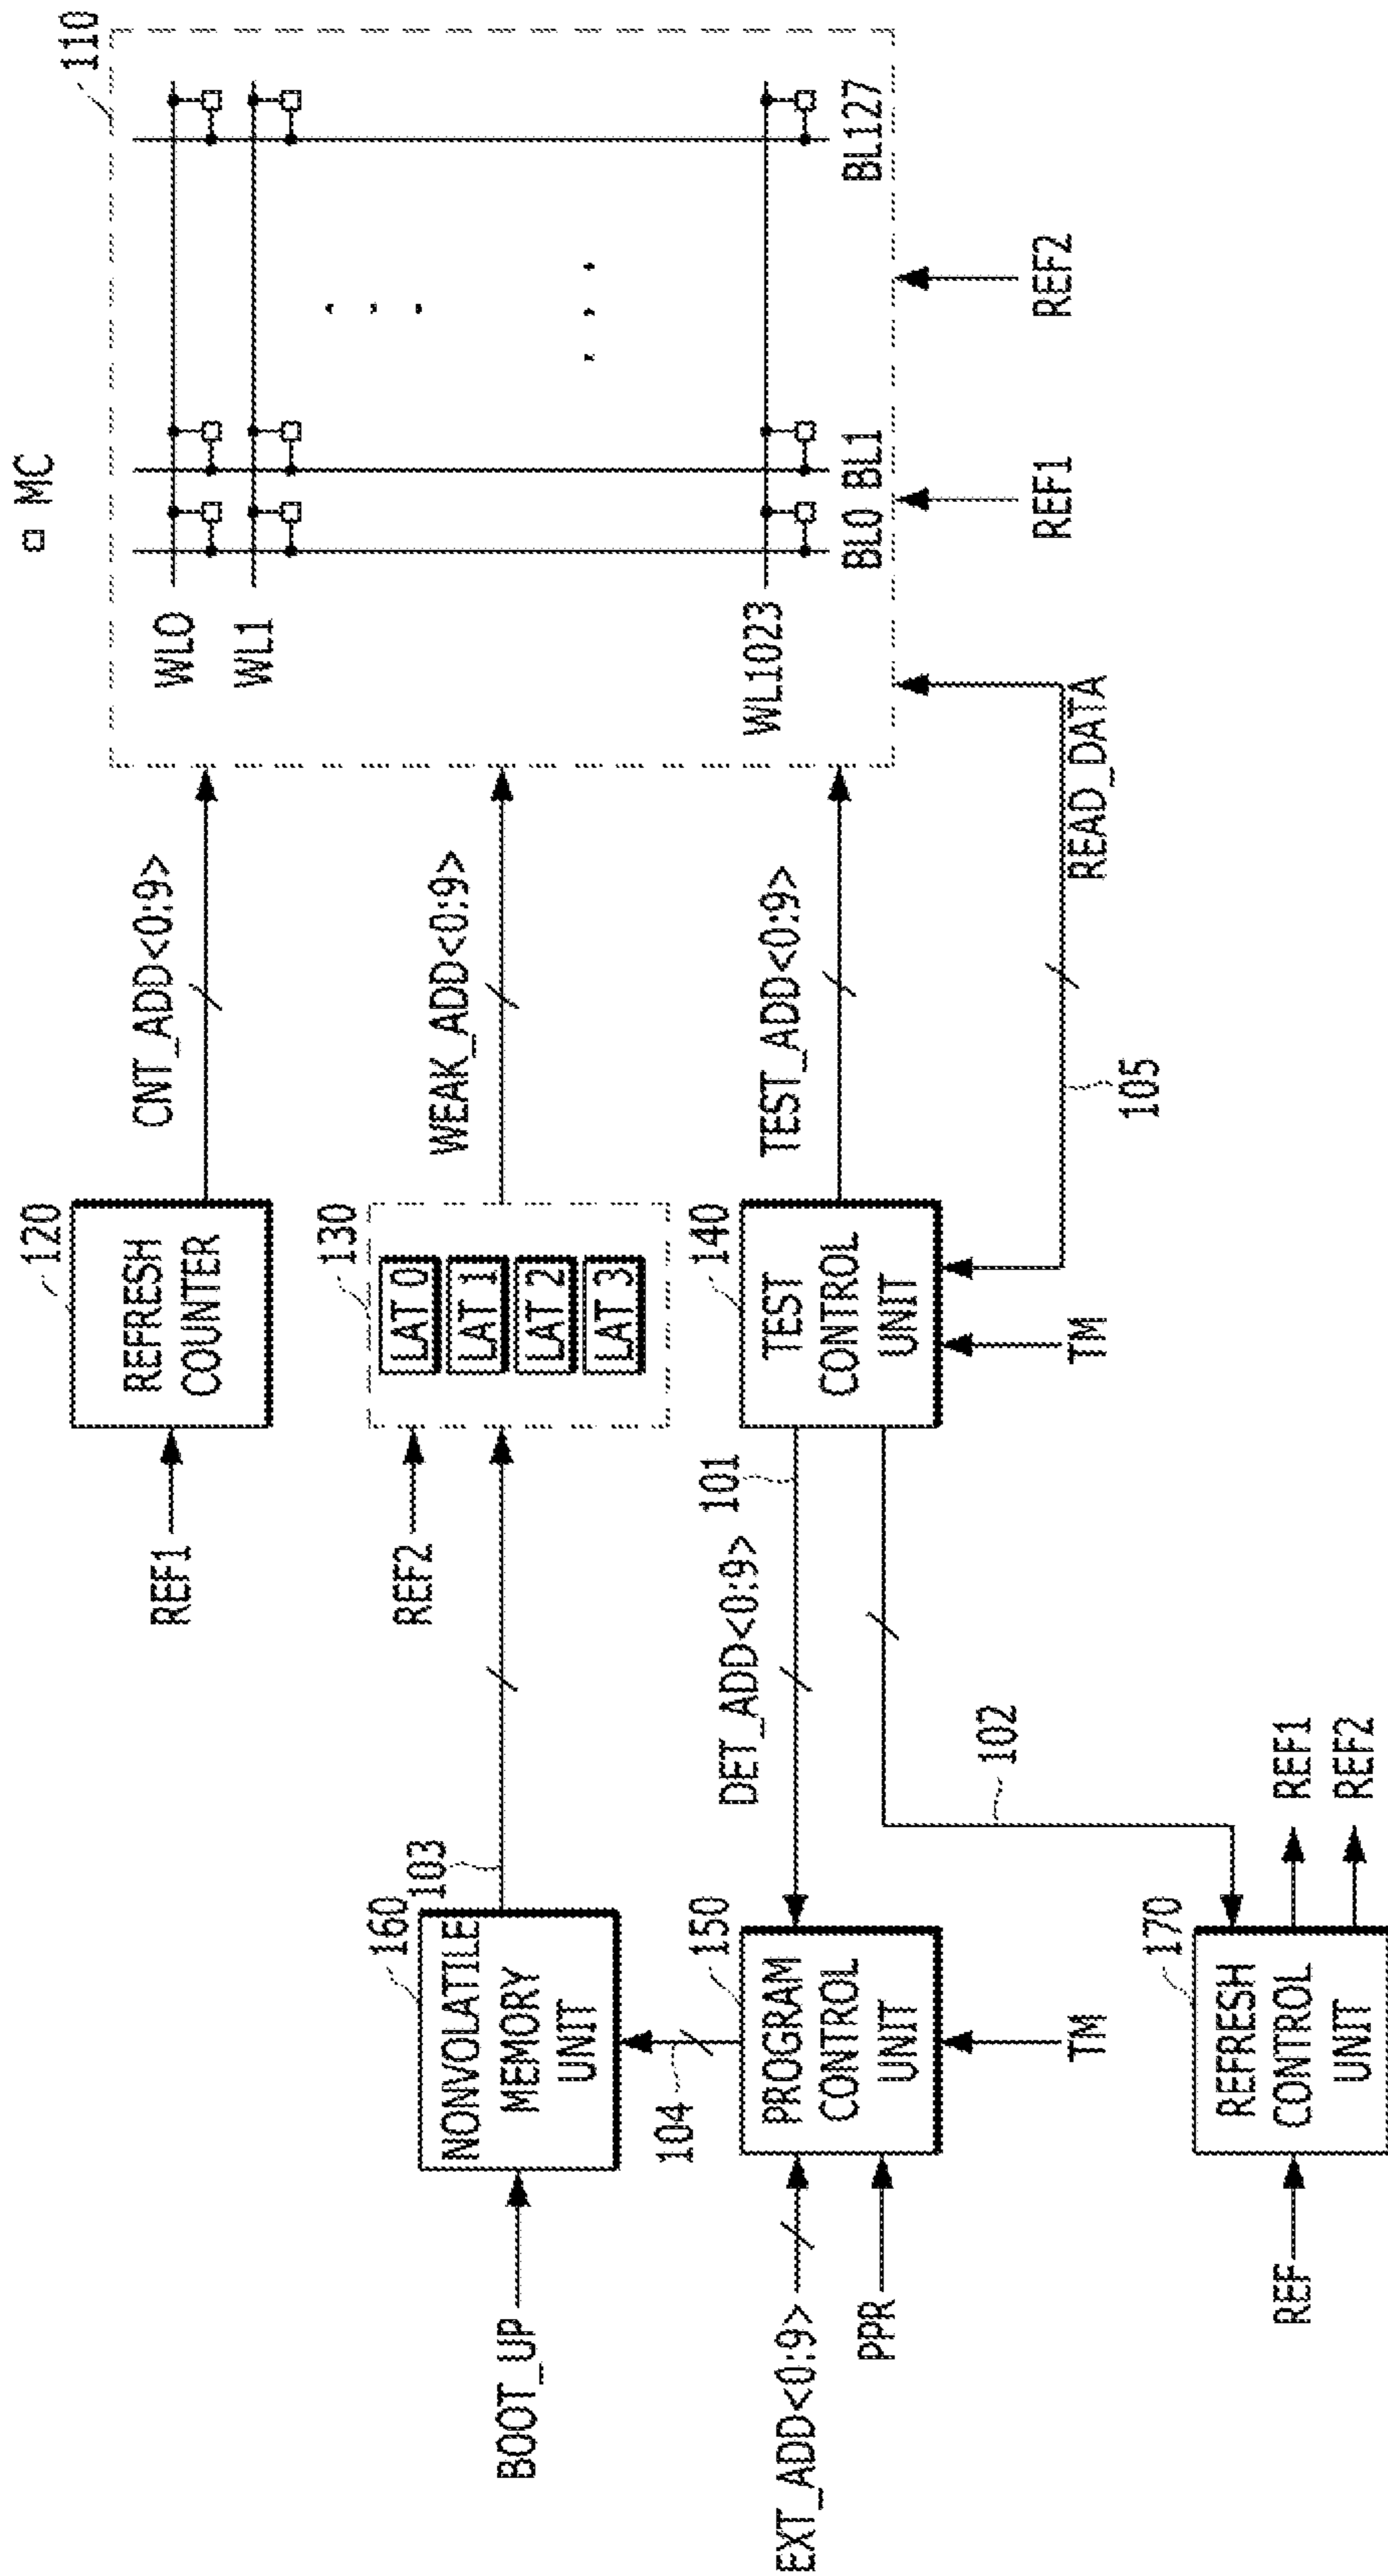 MC
110
WL0
WL1
WL1023
BL0 BL1
BL127
REF1
REF2
120
REFRESH
COUNTER
REF1
CNT_ADD<0:9>
130
LAT 0
LAT 1
LAT 2
LAT 3
REF2
WEAK_ADD<0:9>
140
TEST
CONTROL
UNIT
TM
TEST_ADD<0:9>
READ_DATA
105
160
NONVOLATILE
MEMORY
UNIT
103
BOOT_UP
104
101
DET_ADD<0:9>
150
PROGRAM
CONTROL
UNIT
EXT_ADD<0:9>
PPR
TM
102
170
REFRESH
CONTROL
UNIT
REF
REF1
REF2